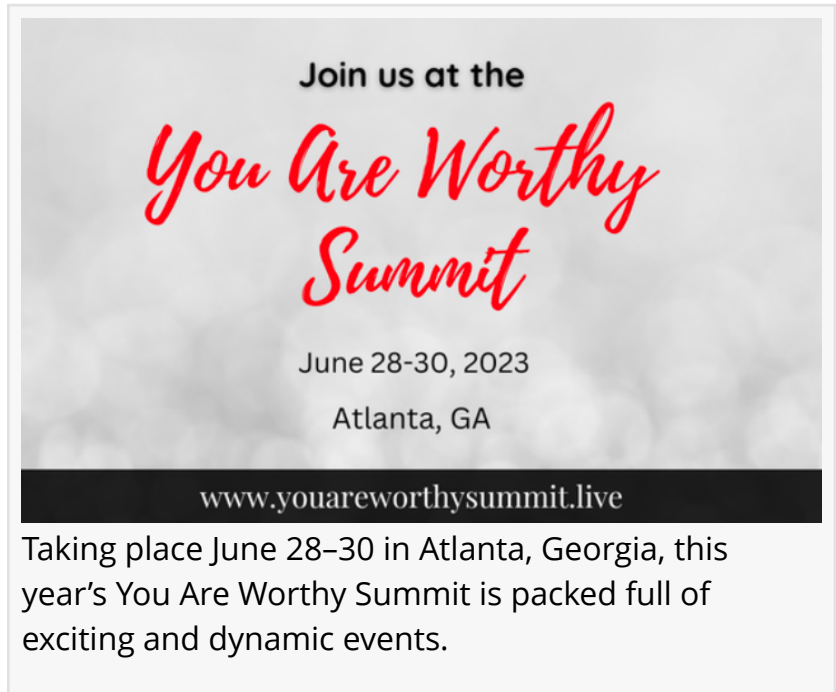 Join us at the
You Are Worthy
Summit
June 28-30, 2023
Atlanta, GA
www.youareworthysummit.live
Taking place June 28–30 in Atlanta, Georgia, this
year’s You Are Worthy Summit is packed full of
exciting and dynamic events.